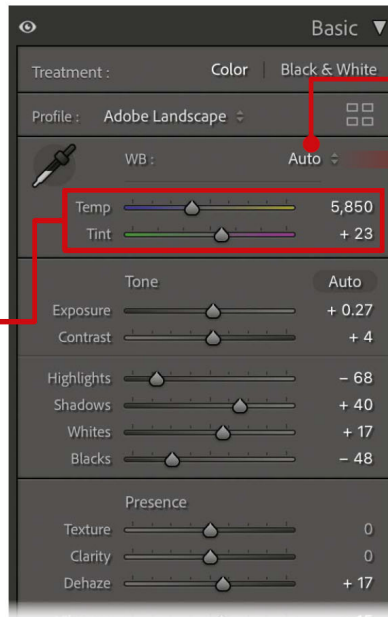 Basic
Treatment : Color | Black & White
Profile : Adobe Landscape
WB : Auto
Temp 5,850
Tint + 23
Tone Auto
Exposure + 0.27
Contrast + 4
Highlights – 68
Shadows + 40
Whites + 17
Blacks – 48
Presence
Texture 0
Clarity 0
Dehaze + 17